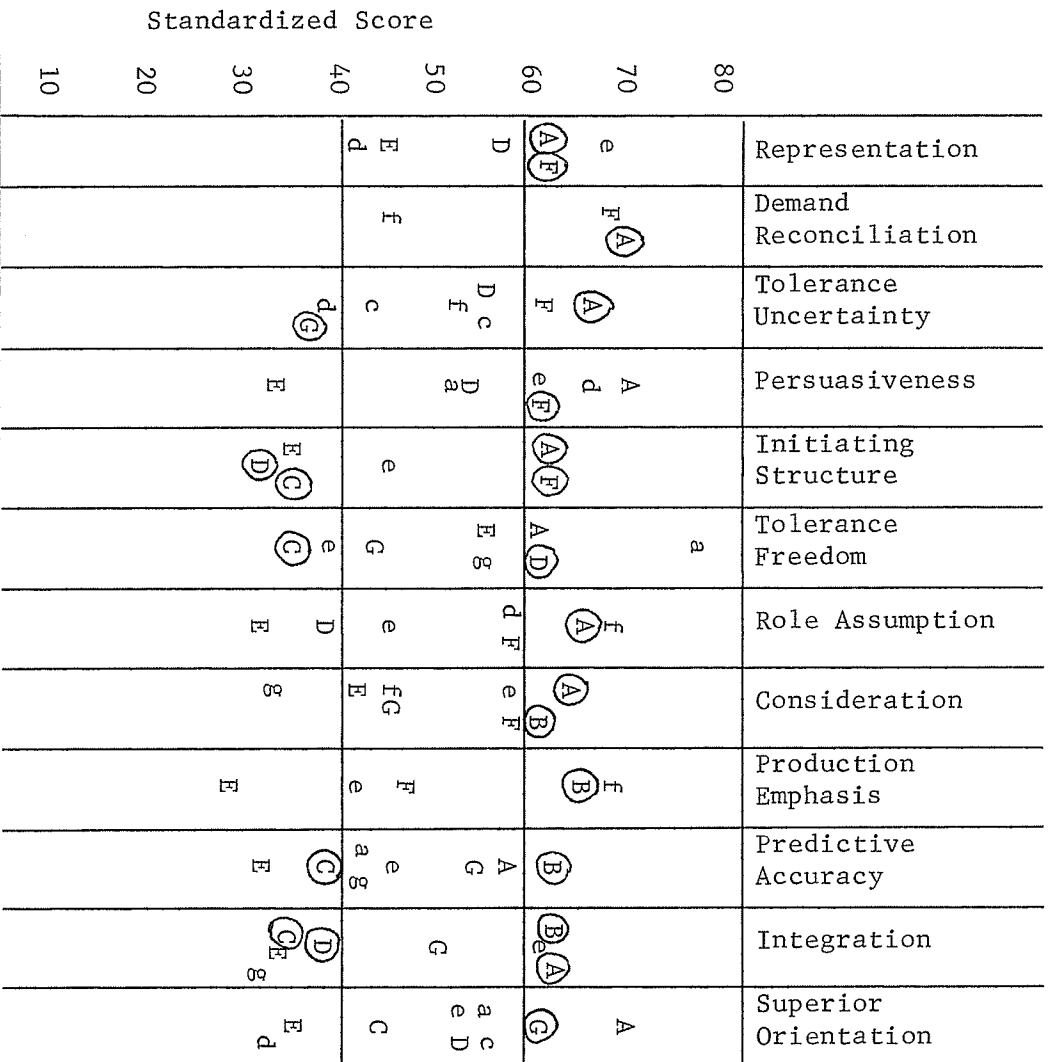 Standardized Score
10 20 30 40 50 60 70 80
d E D A F e Representation
f F A Demand
Reconciliation
d G c f D c F A Tolerance
Uncertainty
E a D e F d A Persuasiveness
D E C e A F Initiating
Structure
C e G E g A D a Tolerance
Freedom
E D e d F A f Role Assumption
g E f G e F A B Consideration
E e F B f Production
Emphasis
E C a g e G A B Predictive
Accuracy
g E C D G e B A Integration
d E C e D a c G A Superior
Orientation